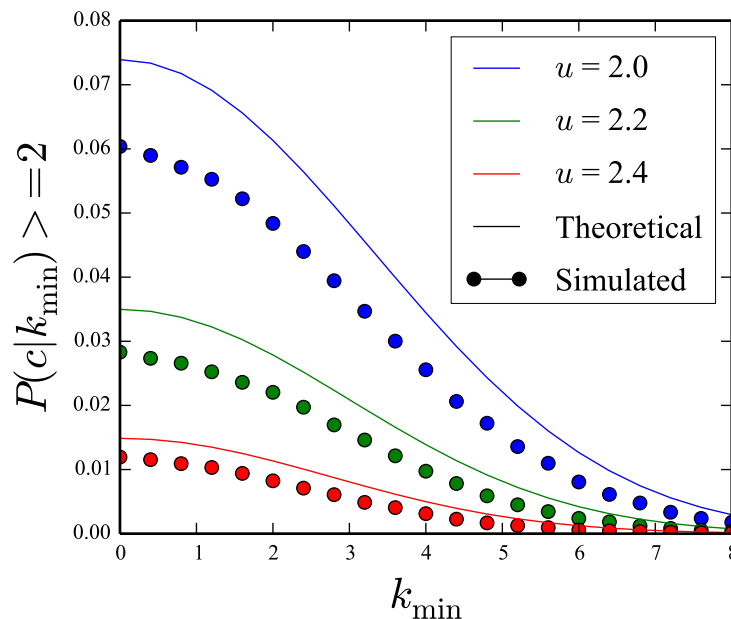 0.08
0.07
0.06
0.05
0.04
0.03
0.02
0.01
0.00
P(c|k_min) > =2
u = 2.0
u = 2.2
u = 2.4
Theoretical
Simulated
0 1 2 3 4 5 6 7 8
k_min